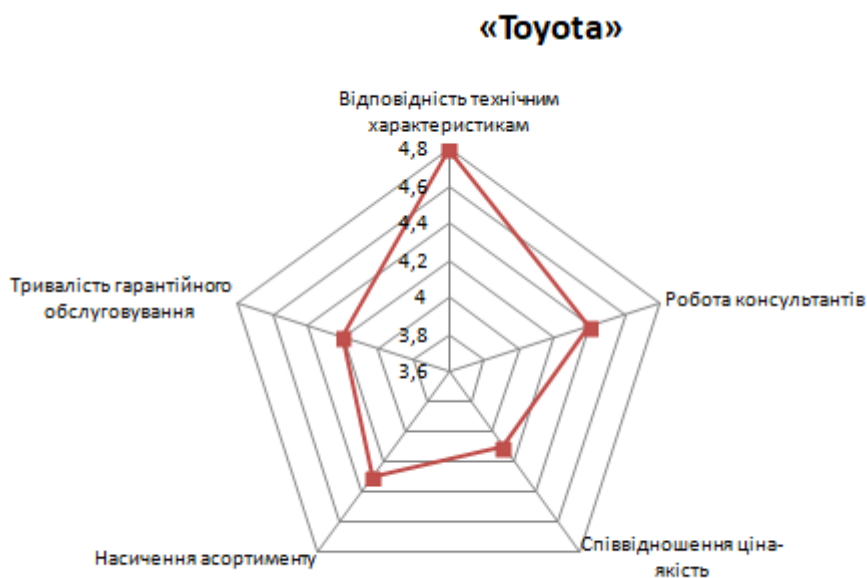 «Toyota»
Відповідність технічним
характеристикам
4,8
4,6
4,4
4,2
4
3,8
3,6
Робота консультантів
Співвідношення ціна-
якість
Насичення асортименту
Тривалість гарантійного
обслуговування